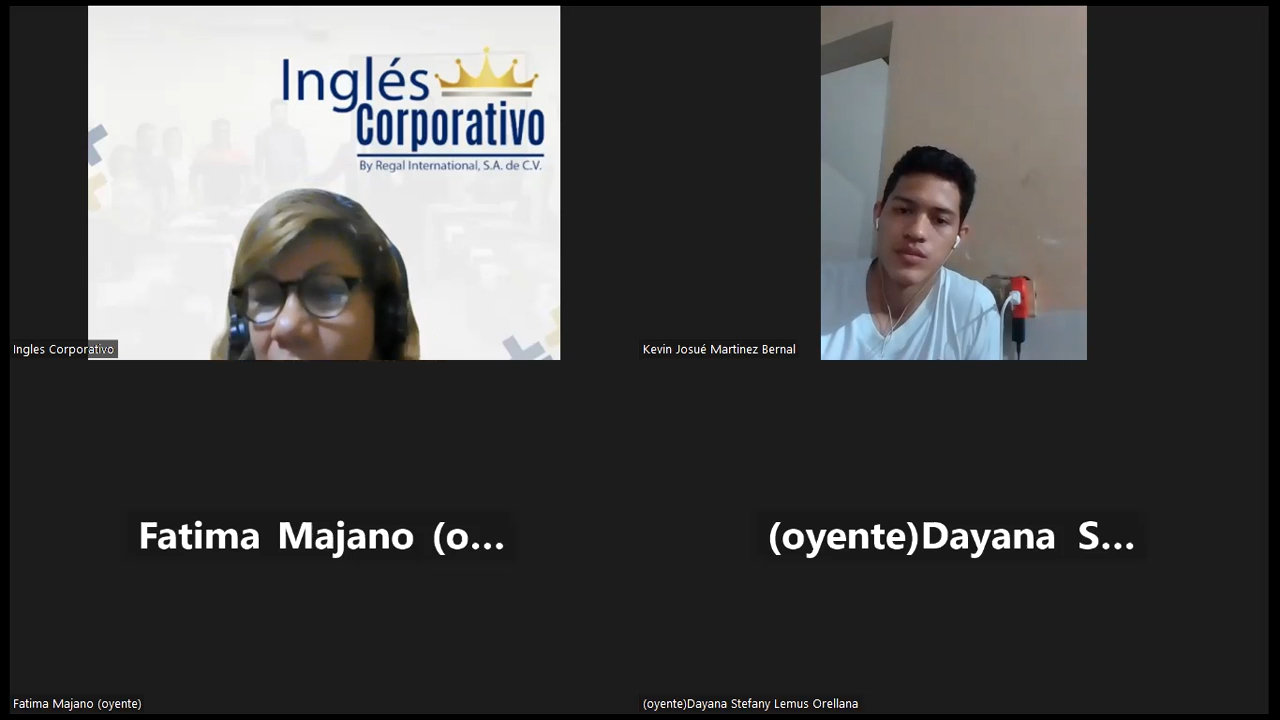 Inglés
Corporativo
By Regal International, S.A. de C.V.
Ingles Corporativo
Kevin Josué Martinez Bernal
Fatima Majano (o...
(oyente)Dayana S...
Fatima Majano (oyente)
(oyente)Dayana Stefany Lemus Orellana